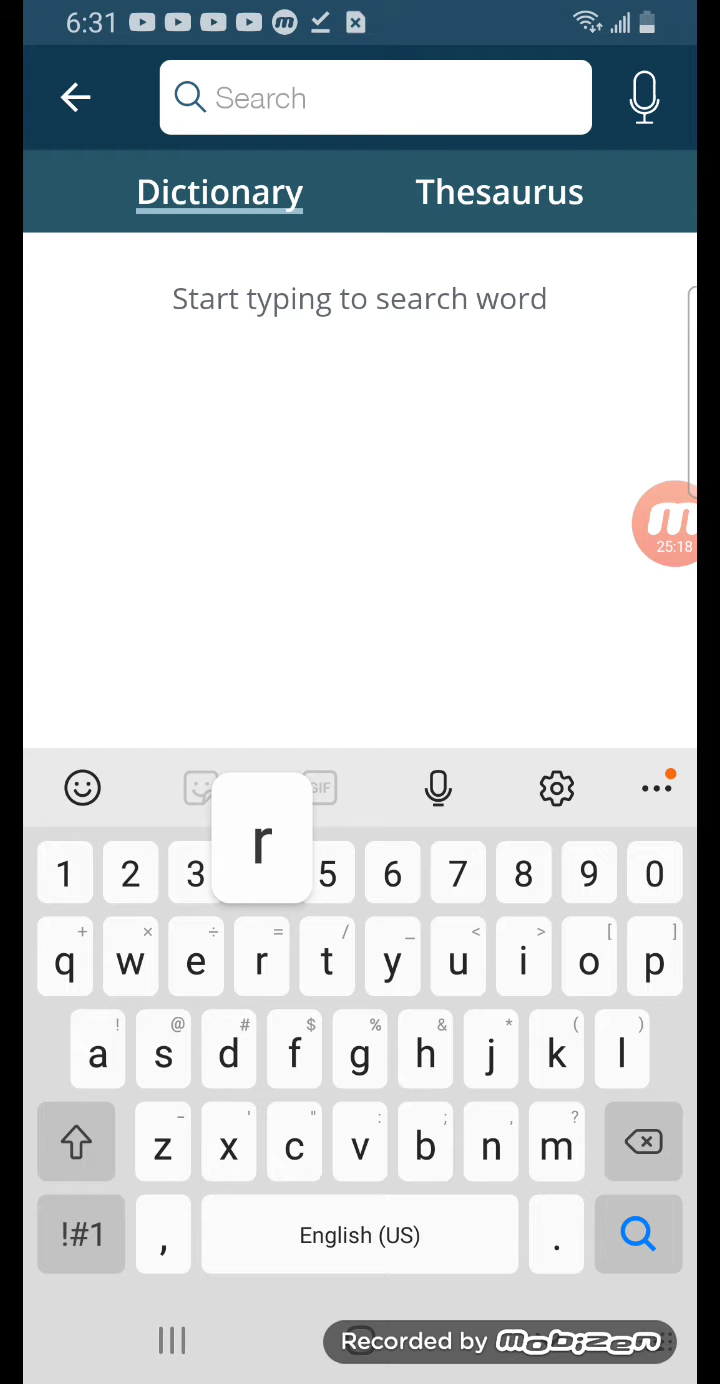 6:31
Search
Dictionary Thesaurus
Start typing to search word
m
25:18
GIF
r
1 2 3 5 6 7 8 9 0
+ × ÷ = / _ < > [ ]
q w e r t y u i o p
! @ # $ % & * ( )
a s d f g h j k l
- ' " : ; , ?
z x c v b n m
!#1 , English (US) .
Recorded by mobizen